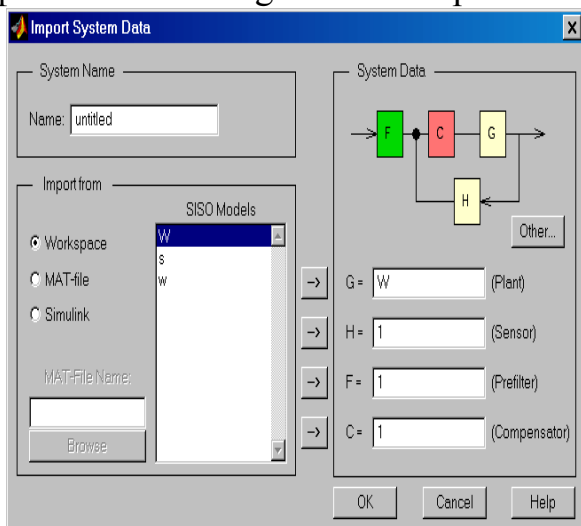 Import System Data
System Name
Name: untitled
Import from
SISO Models
Workspace
MAT-file
Simulink
W
s
w
MAT-File Name:
Browse
System Data
F
C
G
H
Other...
-> G = W (Plant)
-> H = 1 (Sensor)
-> F = 1 (Prefilter)
-> C = 1 (Compensator)
OK Cancel Help